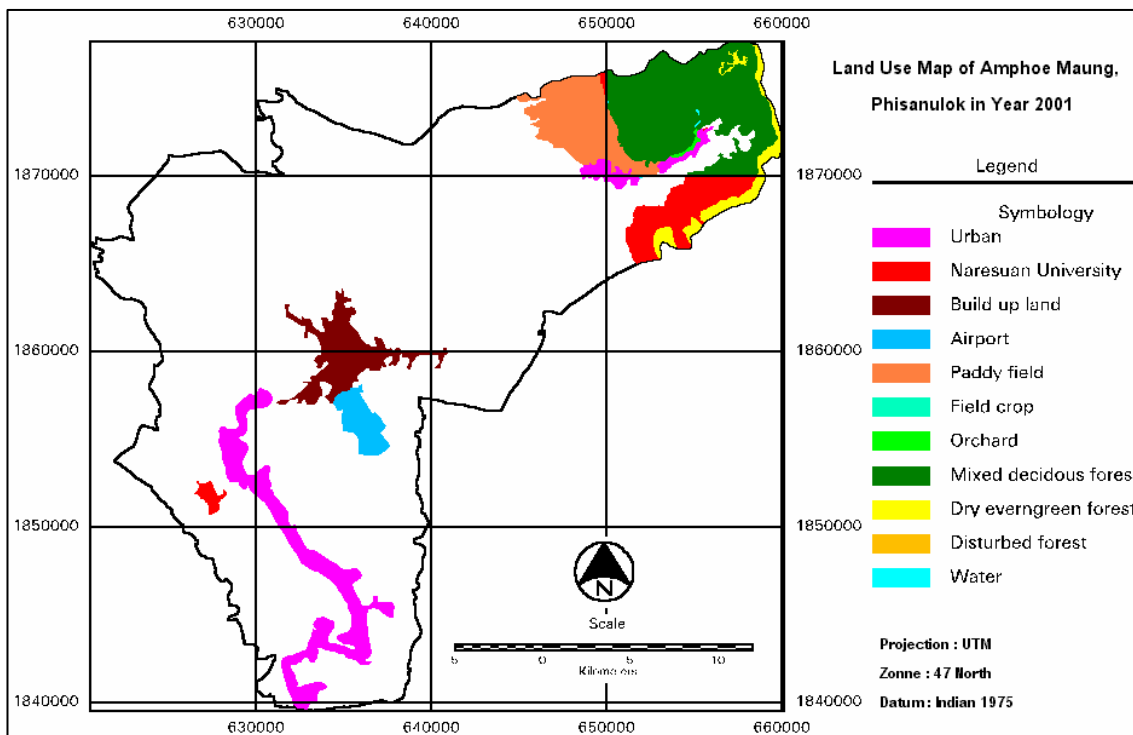 630000 640000 650000 660000
Land Use Map of Amphoe Maung,
Phisanulok in Year 2001
Legend
1870000 1870000
Symbology
Urban
Naresuan University
Build up land
1860000 1860000
Airport
Paddy field
Field crop
Orchard
Mixed decidous fores
Dry everngreen forest
1850000 1850000
Disturbed forest
Water
N
Scale
5 0 5 10
Kilometers
Projection : UTM
Zonne : 47 North
1840000 1840000
Datum : Indian 1975
630000 640000 650000 660000